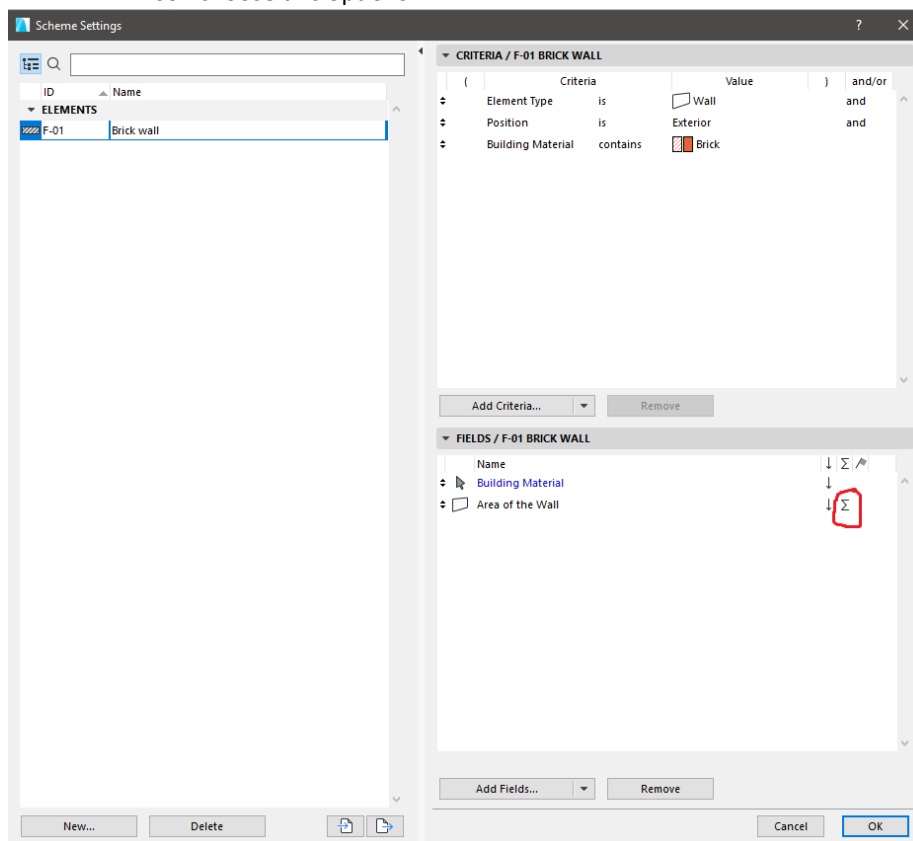 Scheme Settings
?
CRITERIA / F-01 BRICK WALL
( Criteria Value ) and/or
Element Type is Wall and
Position is Exterior and
Building Material contains Brick
ID Name
ELEMENTS
F-01 Brick wall
Add Criteria... Remove
FIELDS / F-01 BRICK WALL
Name ↓ Σ
Building Material ↓
Area of the Wall ↓ Σ
Add Fields... Remove
New... Delete
Cancel OK